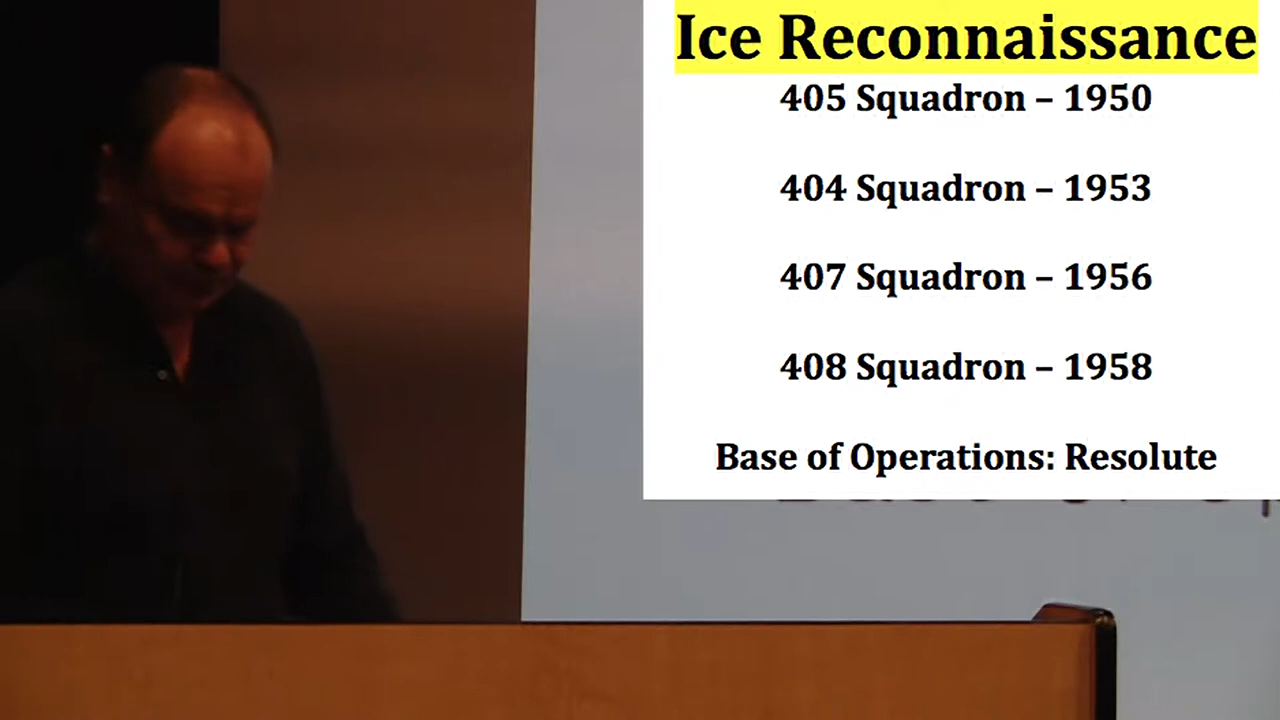 Ice Reconnaissance
405 Squadron – 1950
404 Squadron – 1953
407 Squadron – 1956
408 Squadron – 1958
Base of Operations: Resolute